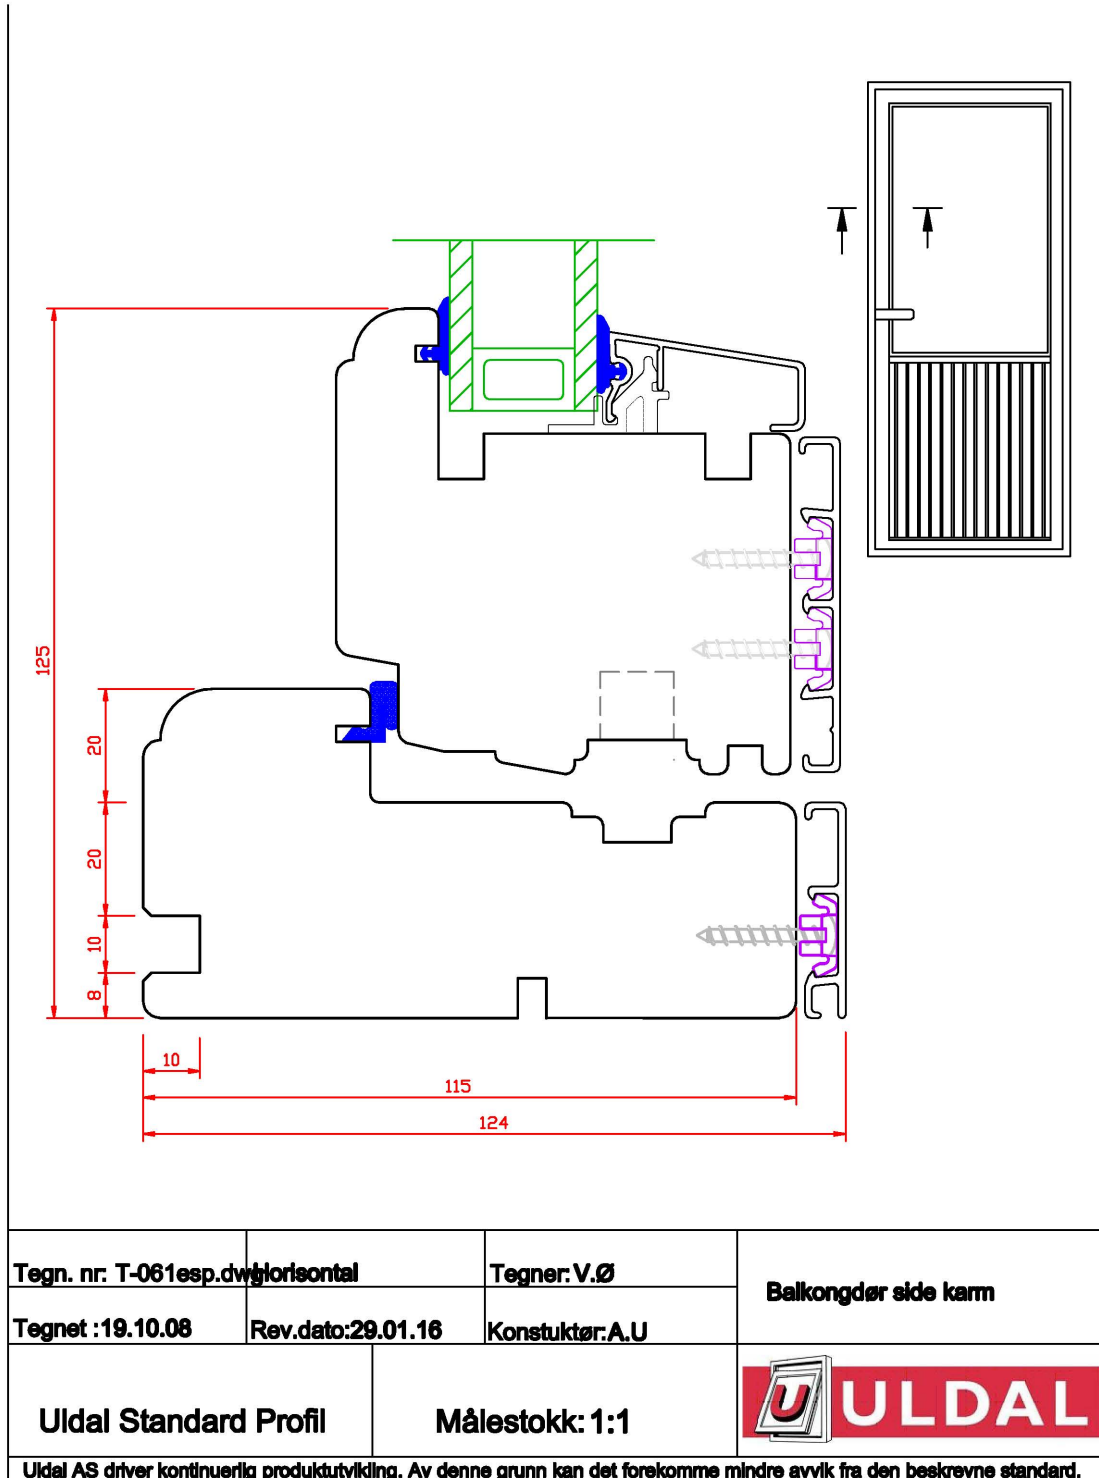 125
20
20
10
8
10
115
124
Tegn. nr: T-061esp.dwg Horisontal Tegner: V.Ø
Balkongdør side karm
Tegnet :19.10.08 Rev.dato:29.01.16 Konstuktør:A.U
Uldal Standard Profil Målestokk: 1:1
U ULDAL
Uldal AS driver kontinuerlig produktutvikling. Av denne grunn kan det forekomme mindre avvik fra den beskrevne standard.